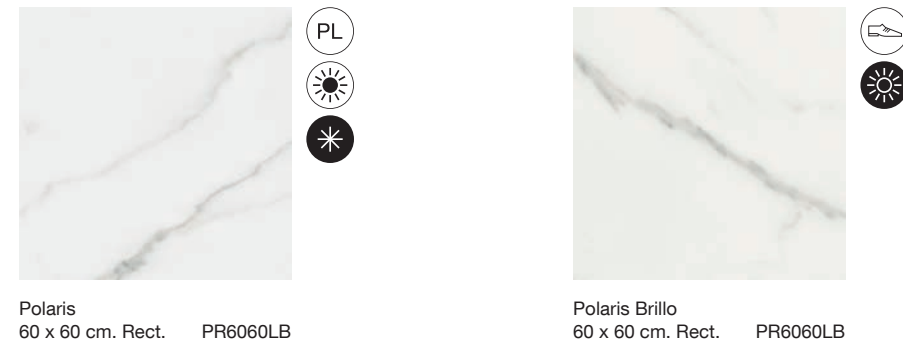 PL
Polaris
60 x 60 cm. Rect. PR6060LB
Polaris Brillo
60 x 60 cm. Rect. PR6060LB